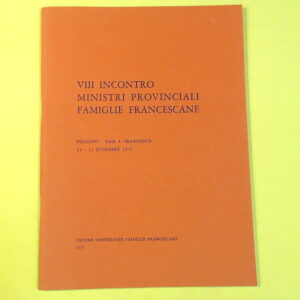 VIII INCONTRO
MINISTRI PROVINCIALI
FAMIGLIE FRANCESCANE
FOLIGNO OASI S. FRANCESCO
DICEMBRE
UNIONE CONFERENZE FAMIGLIE FRANCESCANE